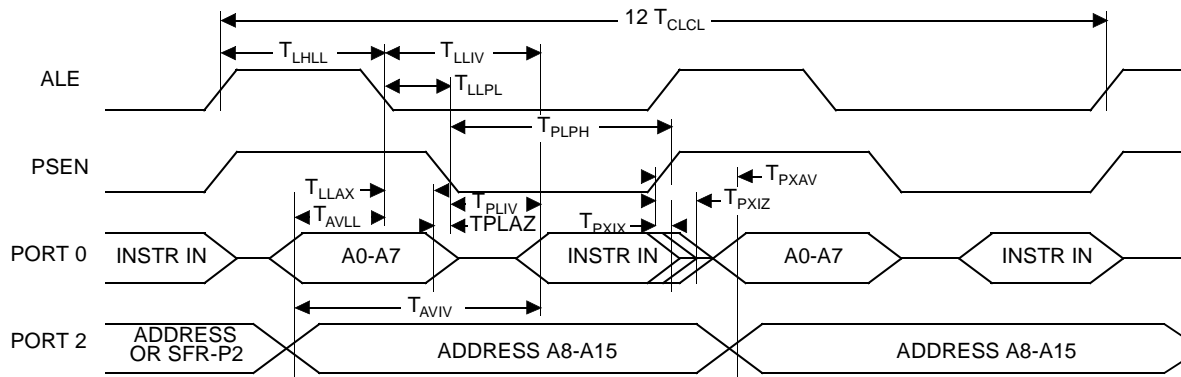 12 TCLCL
TLHLL TLLIV
ALE
TLLPL
TPLPH
PSEN
TLLAX TPXAV
TPLIV TPXIZ
TAVLL TPLAZ TPXIX
PORT 0 INSTR IN A0-A7 INSTR IN A0-A7 INSTR IN
TAVIV
PORT 2 ADDRESS
OR SFR-P2 ADDRESS A8-A15 ADDRESS A8-A15